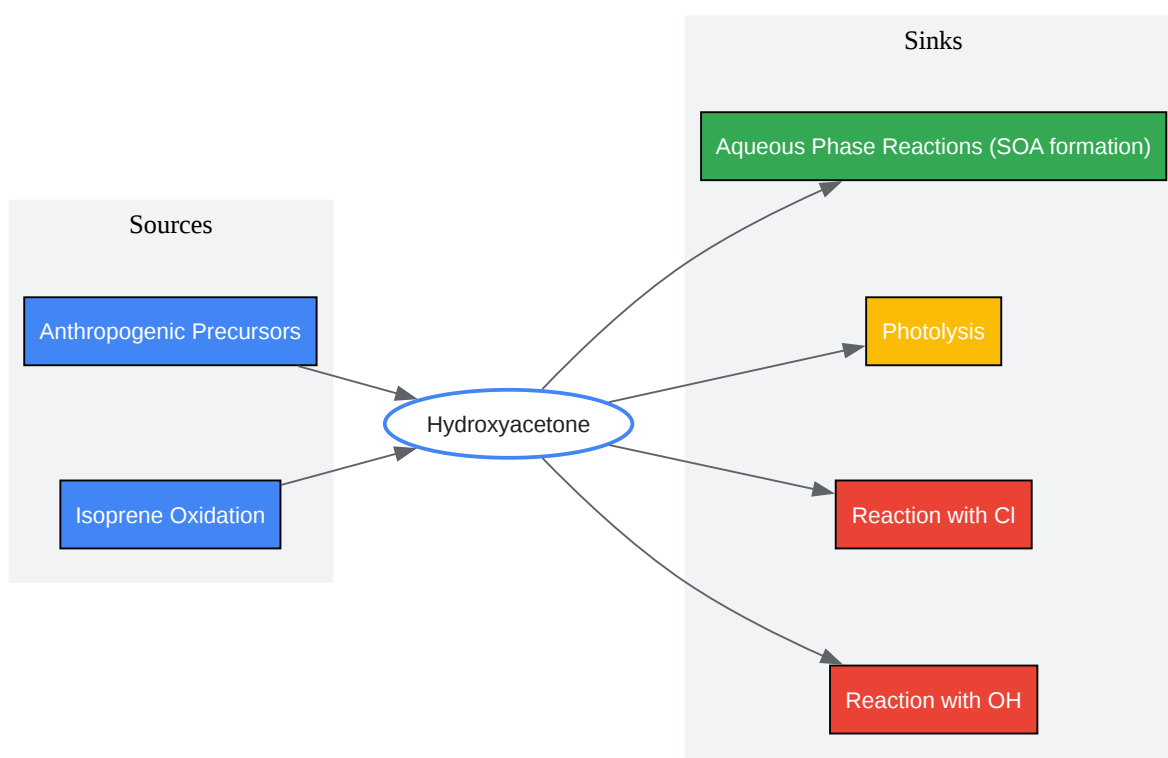 Sources
Anthropogenic Precursors
Isoprene Oxidation
Hydroxyacetone
Sinks
Aqueous Phase Reactions (SOA formation)
Photolysis
Reaction with Cl
Reaction with OH